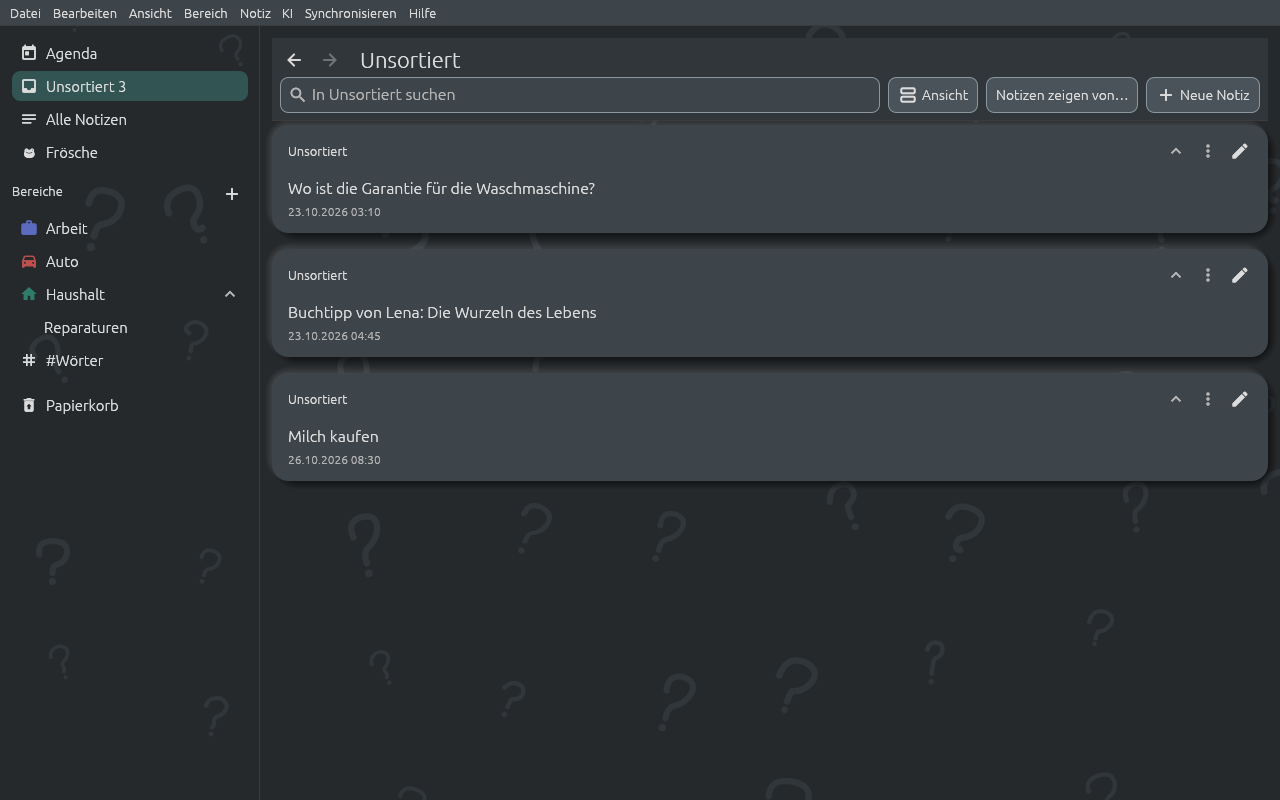 Datei Bearbeiten Ansicht Bereich Notiz KI Synchronisieren Hilfe
Agenda
Unsortiert 3
Alle Notizen
Frösche
Bereiche
Arbeit
Auto
Haushalt
Reparaturen
#Wörter
Papierkorb
Unsortiert
In Unsortiert suchen
Ansicht
Notizen zeigen von…
Neue Notiz
Unsortiert
Wo ist die Garantie für die Waschmaschine?
23.10.2026 03:10
Unsortiert
Buchtipp von Lena: Die Wurzeln des Lebens
23.10.2026 04:45
Unsortiert
Milch kaufen
26.10.2026 08:30